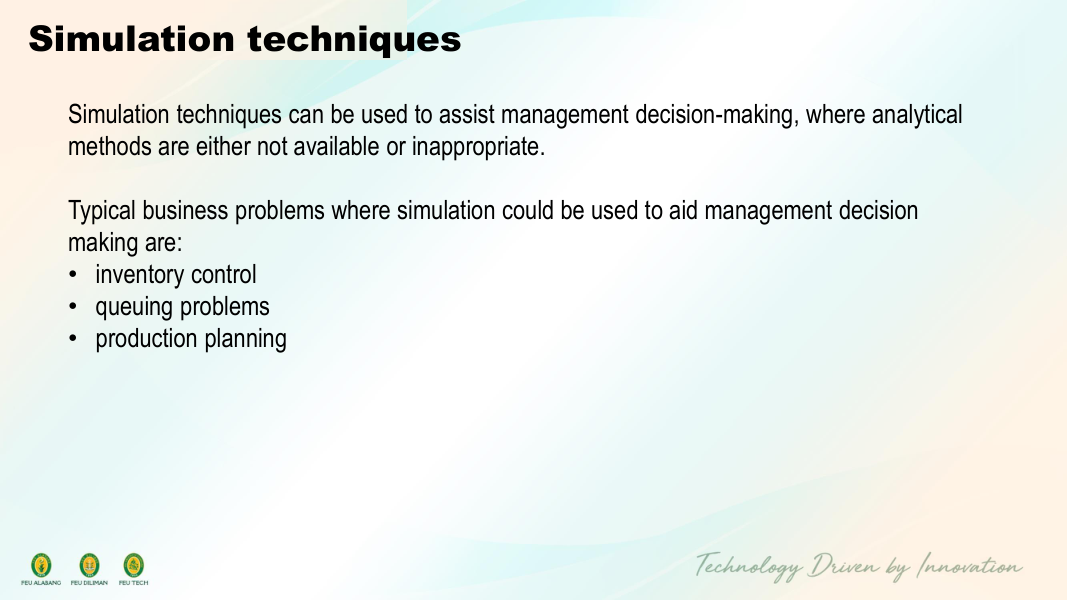 Simulation techniques
Simulation techniques can be used to assist management decision-making, where analytical
methods are either not available or inappropriate.
Typical business problems where simulation could be used to aid management decision
making are:
• inventory control
• queuing problems
• production planning
FEU ALABANG FEU DILIMAN FEU TECH
Technology Driven by Innovation